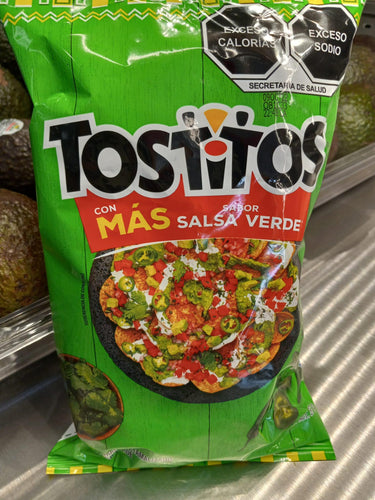 EXCESO
CALORÍAS
EXCESO
SODIO
SECRETARÍA DE SALUD
TOSTITOS
CON
MÁS
SABOR
SALSA VERDE